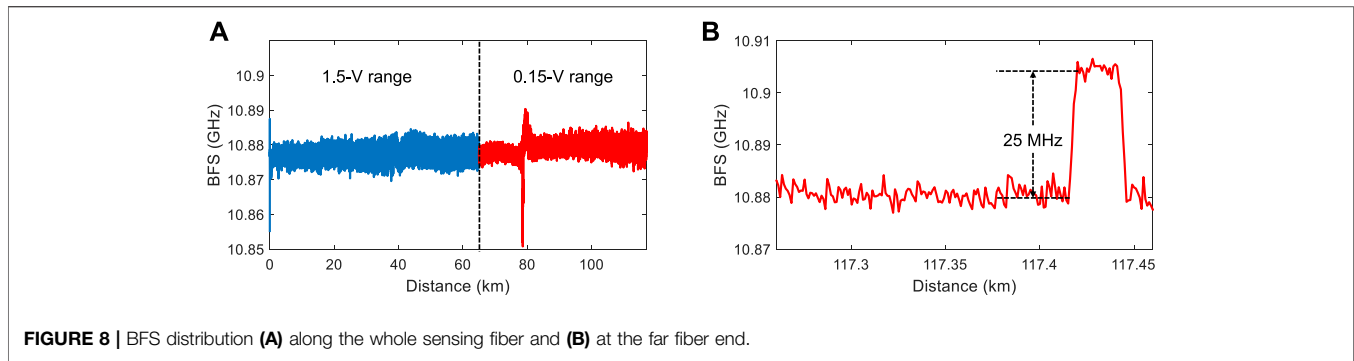 A
B
1.5-V range
0.15-V range
BFS (GHz)
10.9
10.89
10.88
10.87
10.86
10.85
0
20
40
60
80
100
Distance (km)
25 MHz
BFS (GHz)
10.91
10.9
10.89
10.88
10.87
117.3
117.35
117.4
117.45
Distance (km)
FIGURE 8 | BFS distribution (A) along the whole sensing fiber and (B) at the far fiber end.